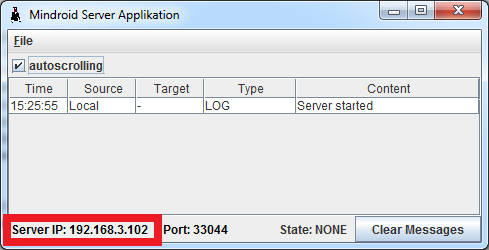 Mindroid Server Applikation
File
autoscrolling
Time Source Target Type Content
15:25:55 Local - LOG Server started
Server IP: 192.168.3.102 Port: 33044 State: NONE Clear Messages